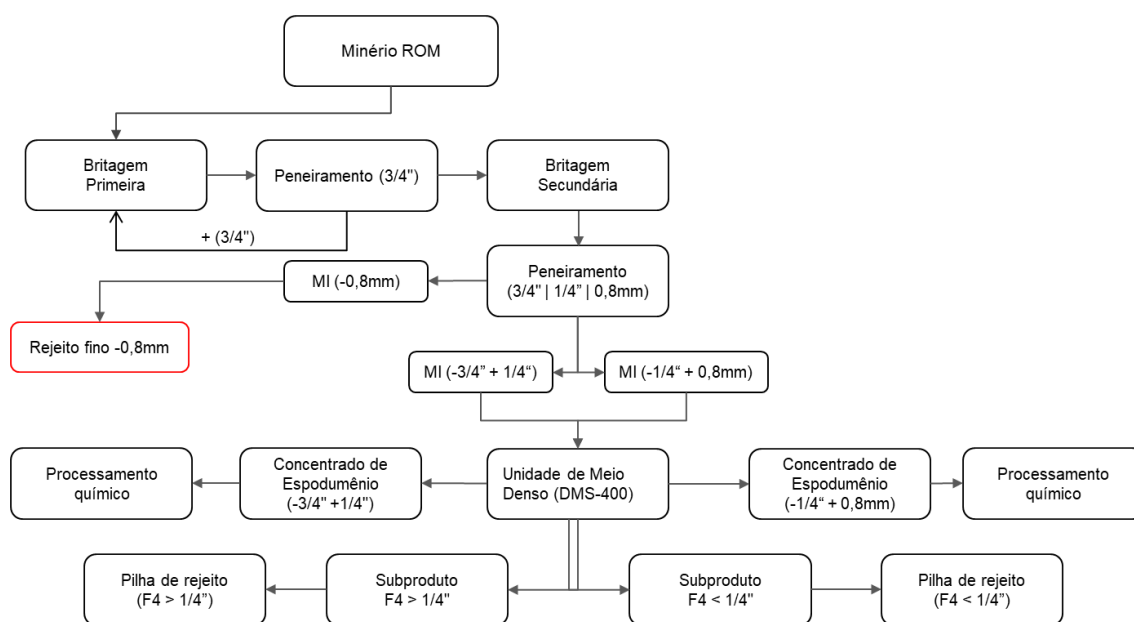 Minério ROM
Britagem
Primeira
Peneiramento (3/4")
Britagem
Secundária
+ (3/4")
MI (-0,8mm)
Peneiramento
(3/4" | 1/4” | 0,8mm)
Rejeito fino -0,8mm
MI (-3/4” + 1/4“)
MI (-1/4“ + 0,8mm)
Processamento
químico
Concentrado de
Espodumênio
(-3/4" +1/4")
Unidade de Meio
Denso (DMS-400)
Concentrado de
Espodumênio
(-1/4“ + 0,8mm)
Processamento
químico
Pilha de rejeito
(F4 > 1/4”)
Subproduto
F4 > 1/4"
Subproduto
F4 < 1/4"
Pilha de rejeito
(F4 < 1/4”)